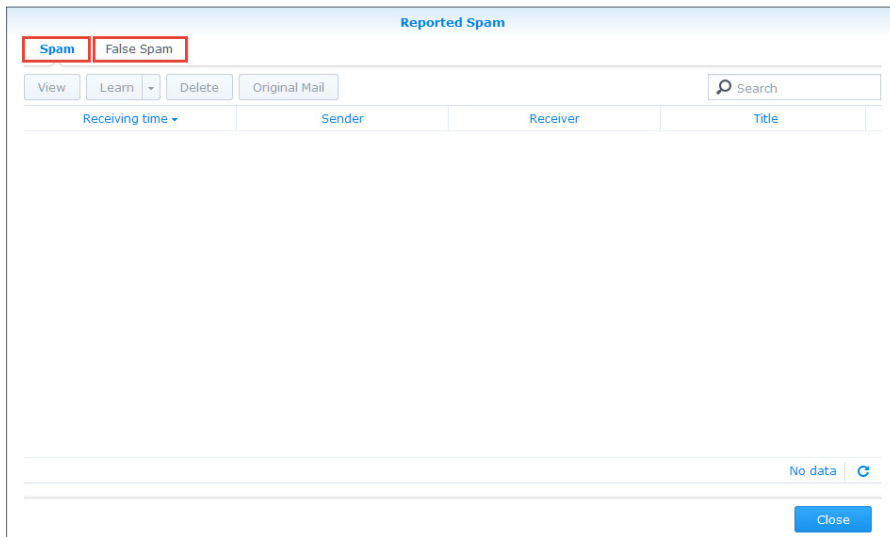 Reported Spam
Spam False Spam
View Learn Delete Original Mail Search
Receiving time Sender Receiver Title
No data
Close